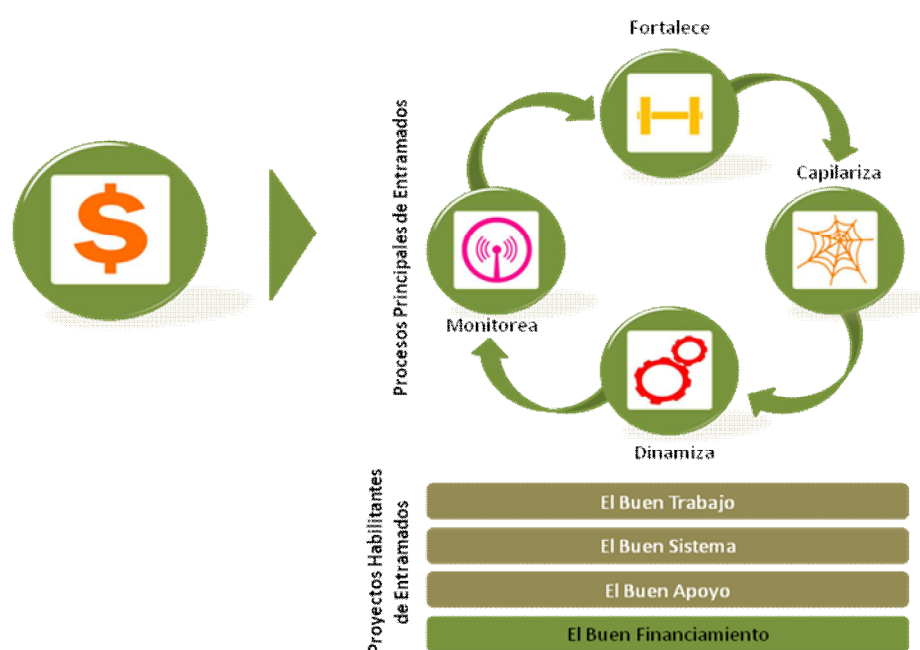 Fortalece
Capilariza
Procesos Principales de Entramados
$
Monitorea
Dinamiza
Proyectos Habilitantes
de Entramados
El Buen Trabajo
El Buen Sistema
El Buen Apoyo
El Buen Financiamiento